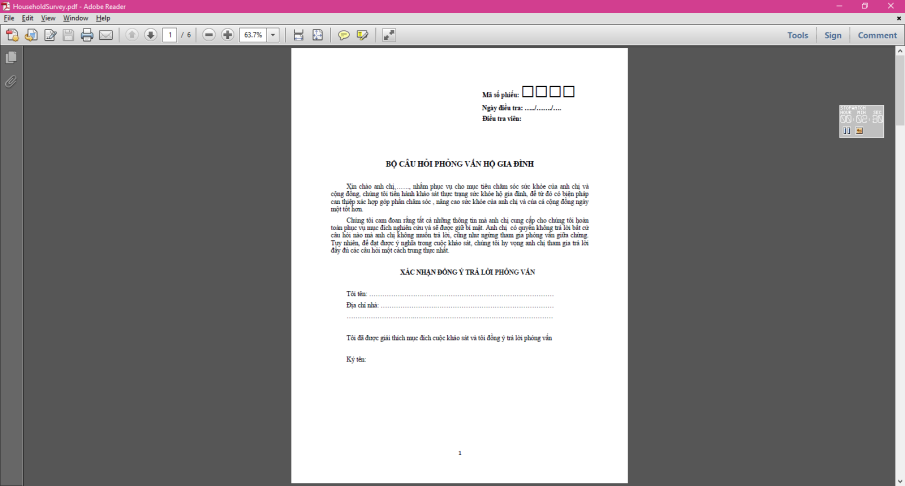 HouseholdSurvey.pdf - Adobe Reader
File Edit View Window Help
1 / 6 63.7% Tools Sign Comment
Mã số phiếu:
Ngày điều tra: …../……./….
Điều tra viên:
BỘ CÂU HỎI PHỎNG VẤN HỘ GIA ĐÌNH
Xin chào anh chị,……, nhằm phục vụ cho mục tiêu chăm sóc sức khỏe của anh chị và
cộng đồng, chúng tôi tiến hành khảo sát thực trạng sức khỏe hộ gia đình, để từ đó có biện pháp
can thiệp xác hợp góp phần chăm sóc , nâng cao sức khỏe của anh chị và của cả cộng đồng ngày
một tốt hơn.
Chúng tôi cam đoan rằng tất cả những thông tin mà anh chị cung cấp cho chúng tôi hoàn
toàn phục vụ mục đích nghiên cứu và sẽ được giữ bí mật. Anh chị có quyền không trả lời bất cứ
câu hỏi nào mà anh chị không muốn trả lời, cũng như ngừng tham gia phỏng vấn giữa chừng.
Tuy nhiên, để đạt được ý nghĩa trong cuộc khảo sát, chúng tôi hy vọng anh chị tham gia trả lời
đầy đủ các câu hỏi một cách trung thực nhất.
XÁC NHẬN ĐỒNG Ý TRẢ LỜI PHỎNG VẤN
Tôi tên: ……………………………………………………………………
Địa chỉ nhà: …………………………………………………………………
……………………………………………………………………………
Tôi đã được giải thích mục đích cuộc khảo sát và tôi đồng ý trả lời phỏng vấn
Ký tên:
1